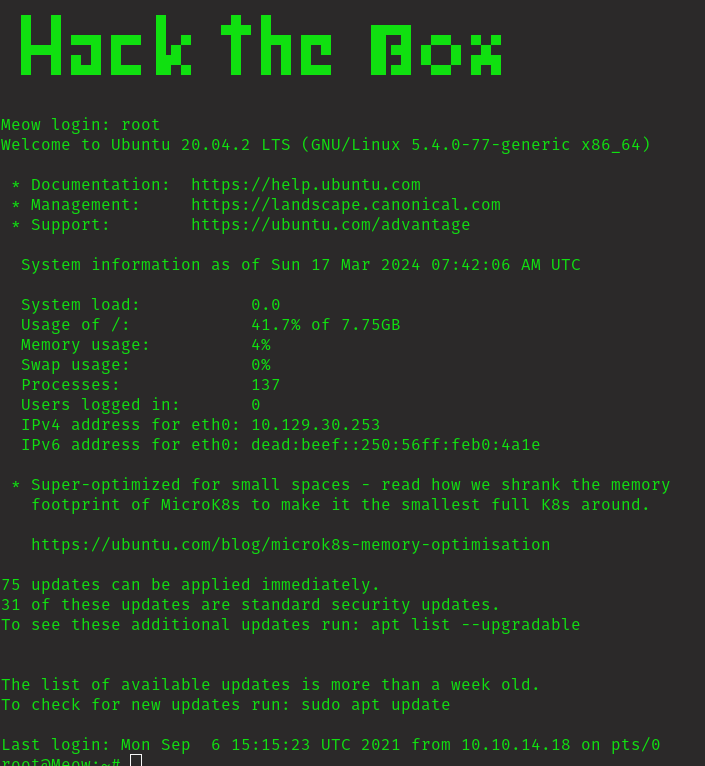 Hack the Box
Meow login: root
Welcome to Ubuntu 20.04.2 LTS (GNU/Linux 5.4.0-77-generic x86_64)
* Documentation:  https://help.ubuntu.com
* Management:     https://landscape.canonical.com
* Support:        https://ubuntu.com/advantage
System information as of Sun 17 Mar 2024 07:42:06 AM UTC
System load:           0.0
Usage of /:            41.7% of 7.75GB
Memory usage:          4%
Swap usage:            0%
Processes:             137
Users logged in:       0
IPv4 address for eth0: 10.129.30.253
IPv6 address for eth0: dead:beef::250:56ff:feb0:4a1e
* Super-optimized for small spaces - read how we shrank the memory
footprint of MicroK8s to make it the smallest full K8s around.
https://ubuntu.com/blog/microk8s-memory-optimisation
75 updates can be applied immediately.
31 of these updates are standard security updates.
To see these additional updates run: apt list --upgradable
The list of available updates is more than a week old.
To check for new updates run: sudo apt update
Last login: Mon Sep  6 15:15:23 UTC 2021 from 10.10.14.18 on pts/0
root@Meow:~#